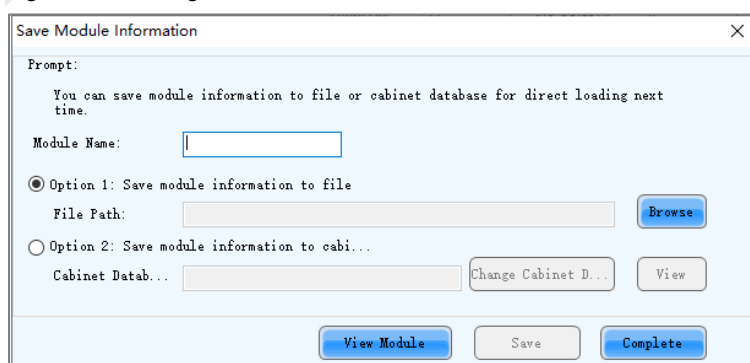 Save Module Information
Prompt:
You can save module information to file or cabinet database for direct loading next
time.
Module Name:
Option 1: Save module information to file
File Path:
Browse
Option 2: Save module information to cabi...
Cabinet Datab...
Change Cabinet D...
View
View Module
Save
Complete